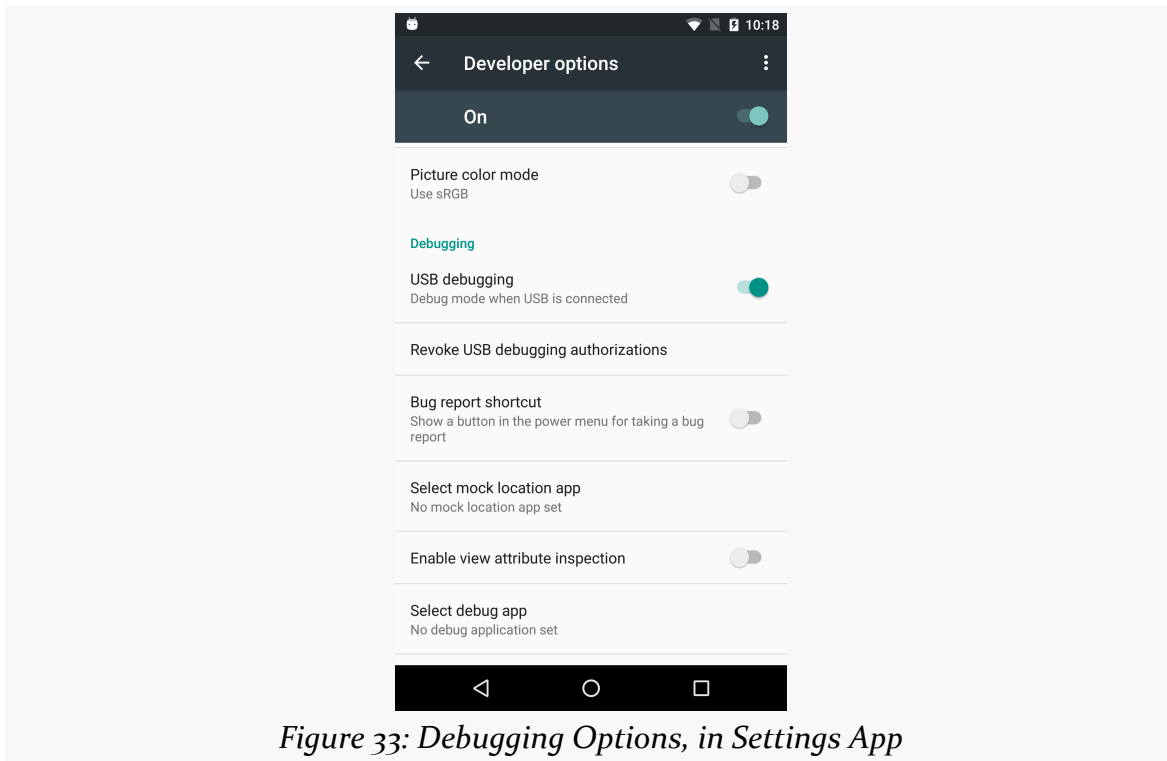 10:18
Developer options
On
Picture color mode
Use sRGB
Debugging
USB debugging
Debug mode when USB is connected
Revoke USB debugging authorizations
Bug report shortcut
Show a button in the power menu for taking a bug
report
Select mock location app
No mock location app set
Enable view attribute inspection
Select debug app
No debug application set
Figure 33: Debugging Options, in Settings App